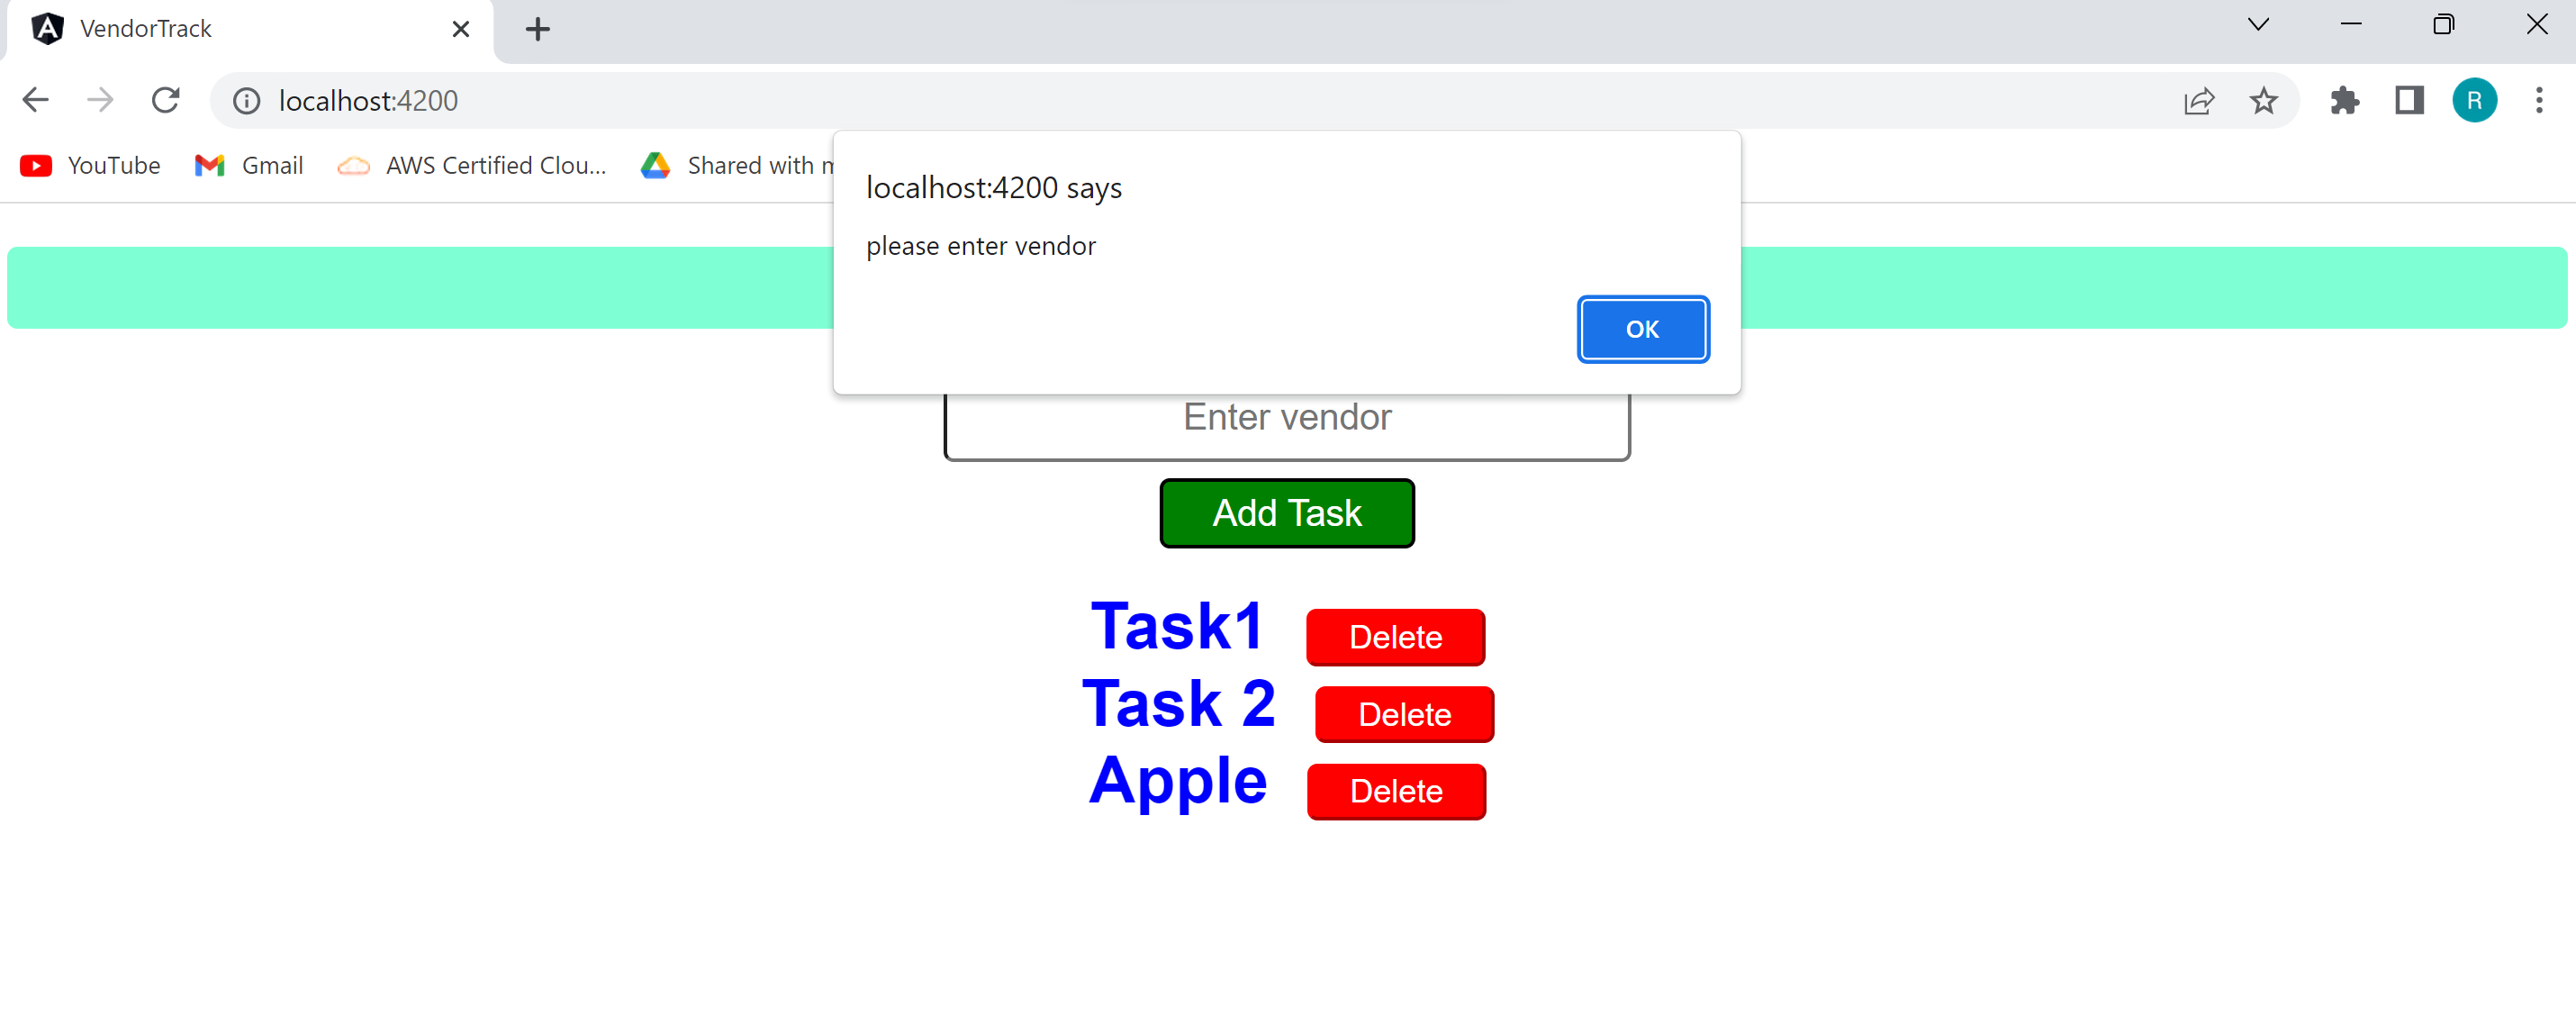 VendorTrack
localhost:4200
R
YouTube
Gmail
AWS Certified Clou...
Shared with
localhost:4200 says
please enter vendor
OK
Enter vendor
Add Task
Task1 Delete
Task 2 Delete
Apple Delete